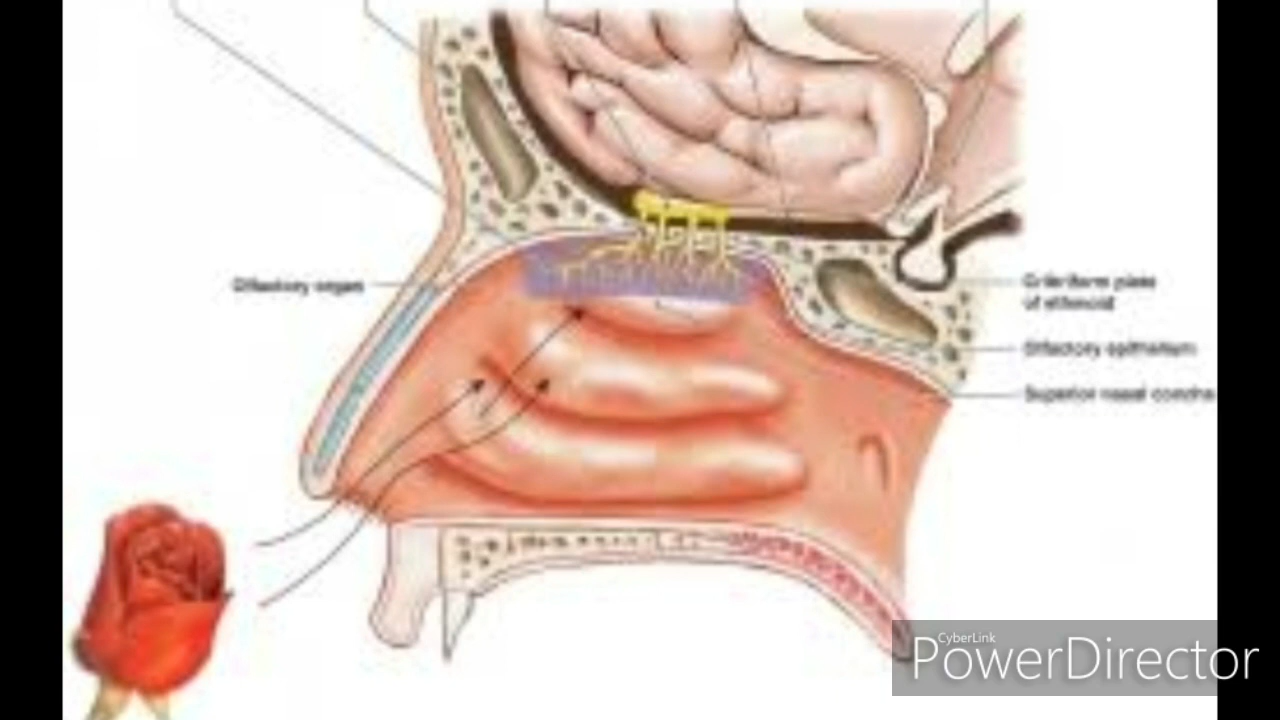 Olfactory organ
Cribriform plate
of ethmoid
Olfactory epithelium
Superior nasal concha
CyberLink
PowerDirector